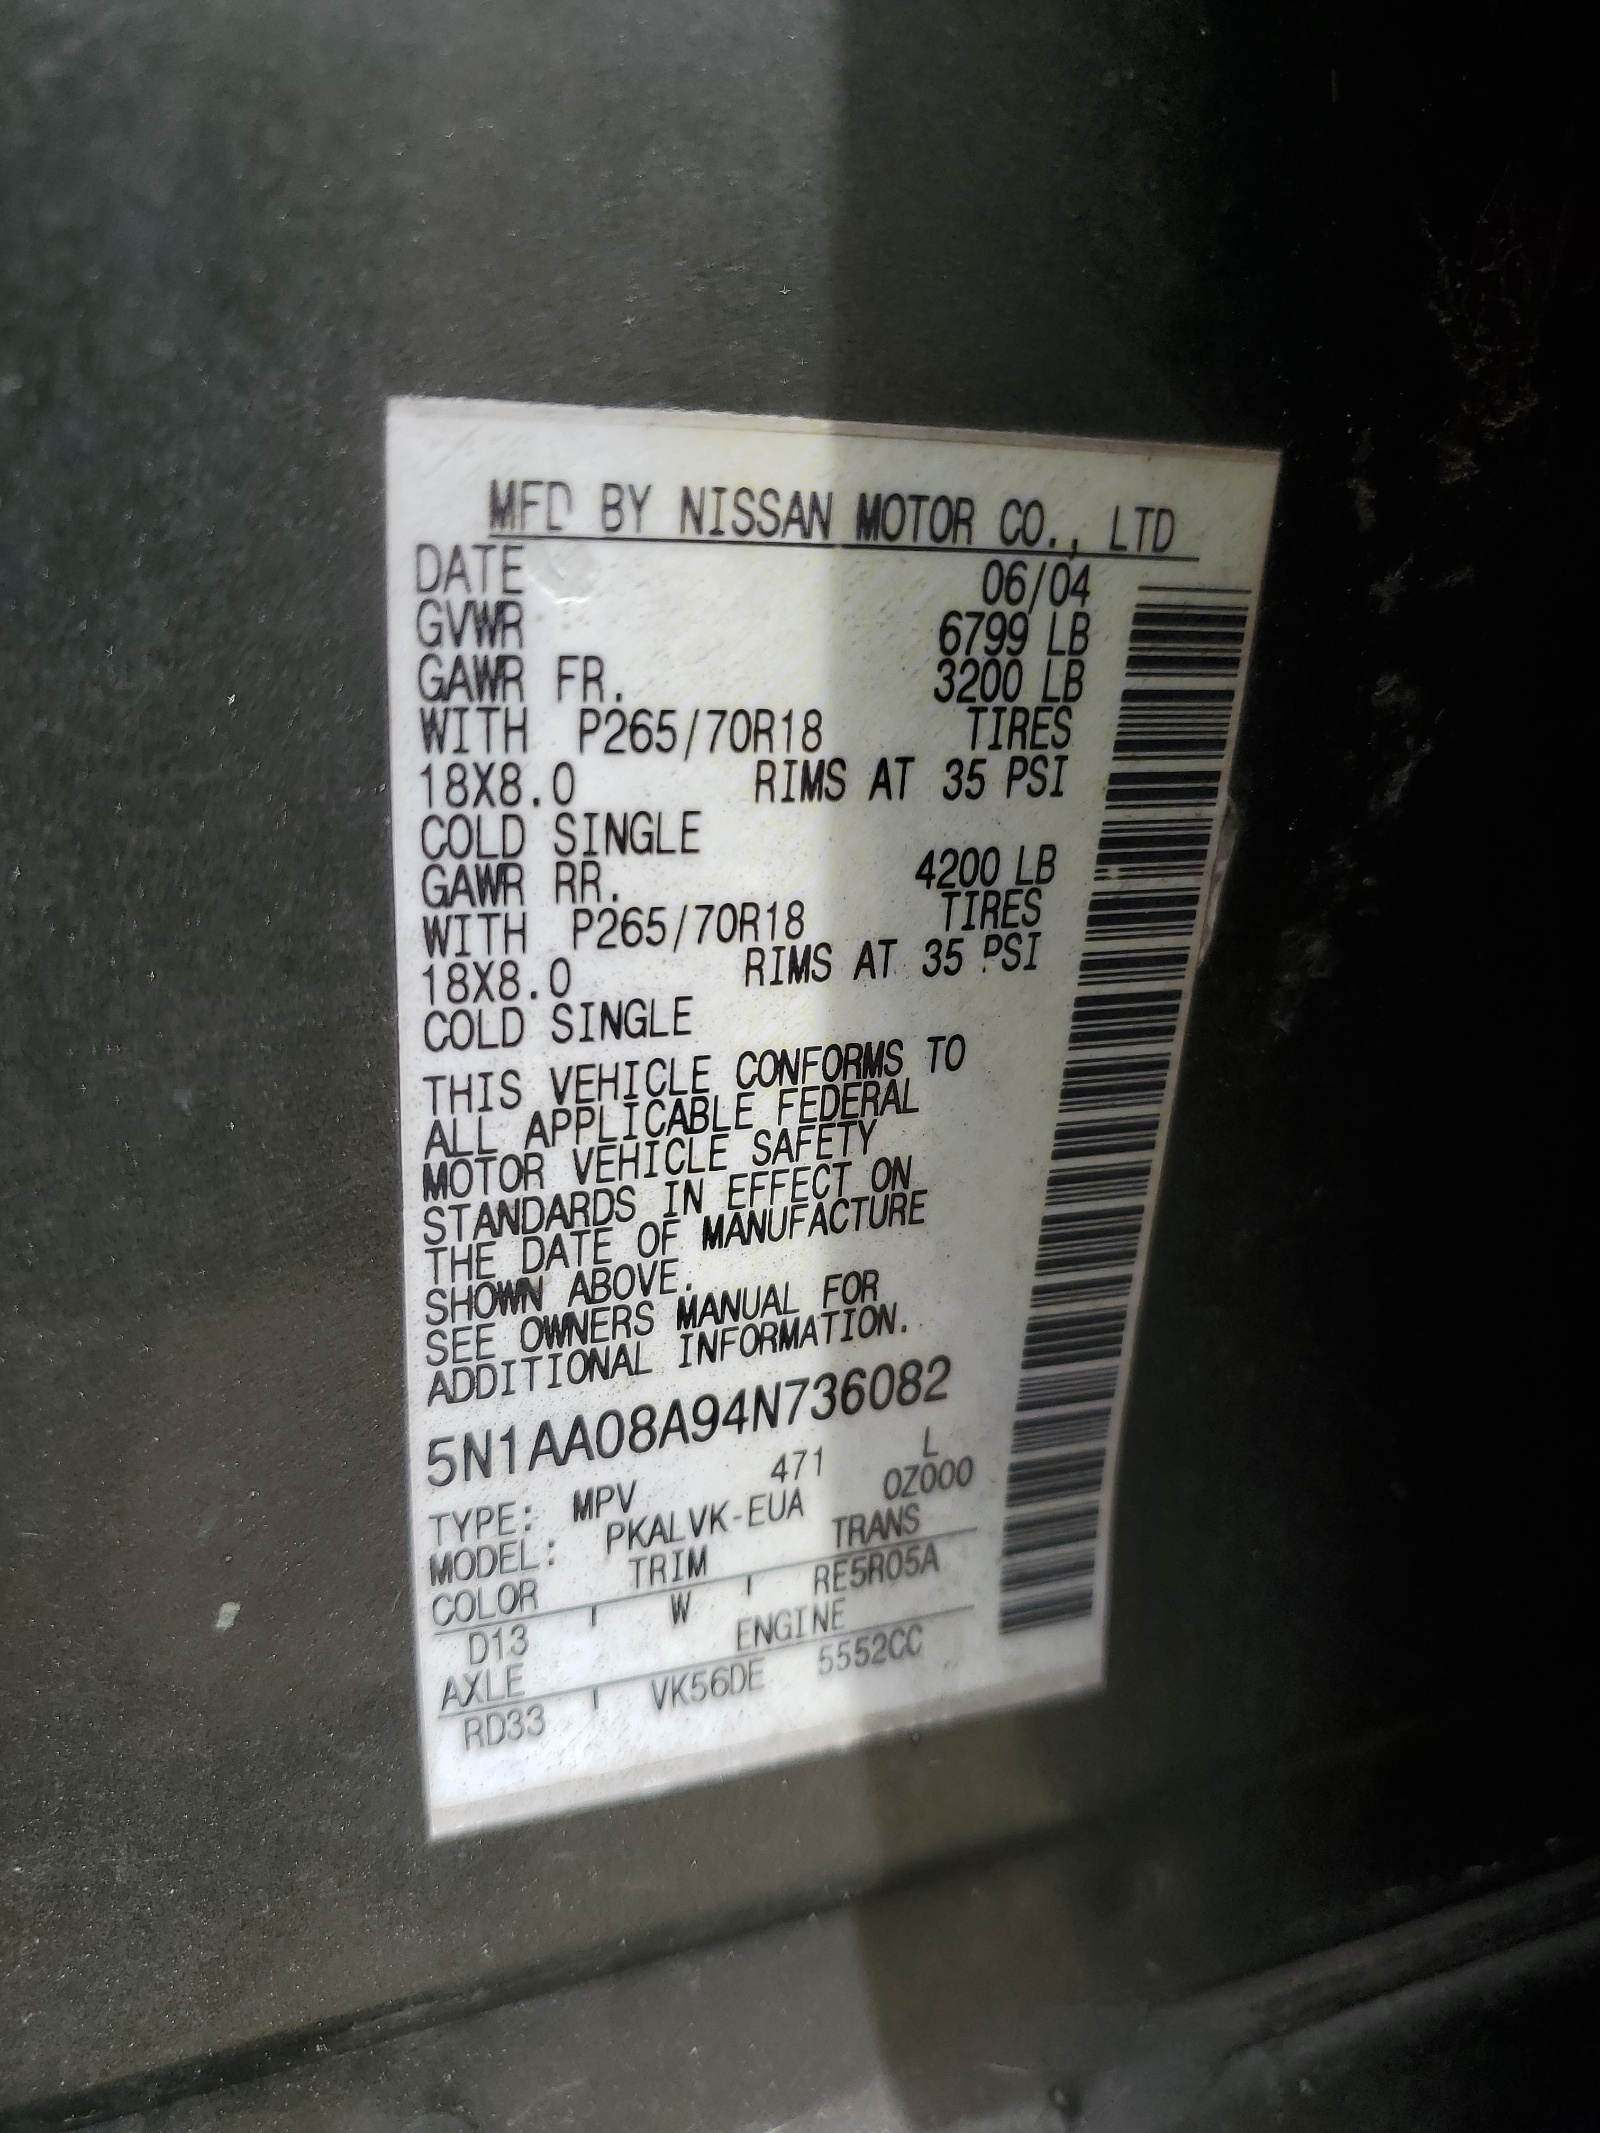 MFD BY NISSAN MOTOR CO., LTD
DATE 06/04
GVWR 6799 LB
GAWR FR. 3200 LB
WITH P265/70R18 TIRES
18X8.0 RIMS AT 35 PSI
COLD SINGLE
GAWR RR. 4200 LB
WITH P265/70R18 TIRES
18X8.0 RIMS AT 35 PSI
COLD SINGLE
THIS VEHICLE CONFORMS TO
ALL APPLICABLE FEDERAL
MOTOR VEHICLE SAFETY
STANDARDS IN EFFECT ON
THE DATE OF MANUFACTURE
SHOWN ABOVE.
SEE OWNERS MANUAL FOR
ADDITIONAL INFORMATION.
5N1AA08A94N736082
TYPE: MPV 471 L
MODEL: PKALVK-EUA 0Z000
COLOR TRIM TRANS
D13 W RE5R05A
AXLE ENGINE
RD33 VK56DE 5552CC